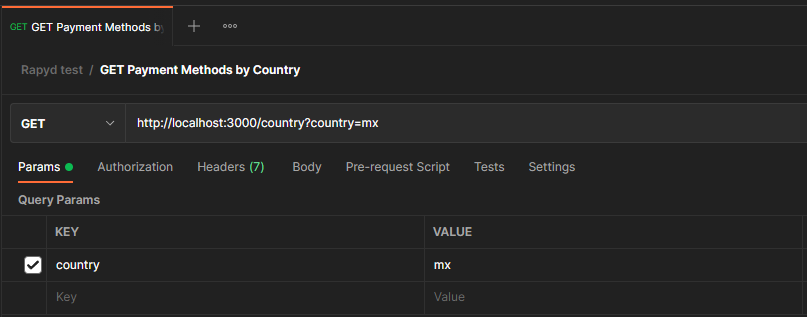 GET GET Payment Methods by
Rapyd test / GET Payment Methods by Country
GET http://localhost:3000/country?country=mx
Params Authorization Headers (7) Body Pre-request Script Tests Settings
Query Params
KEY VALUE
country mx
Key Value